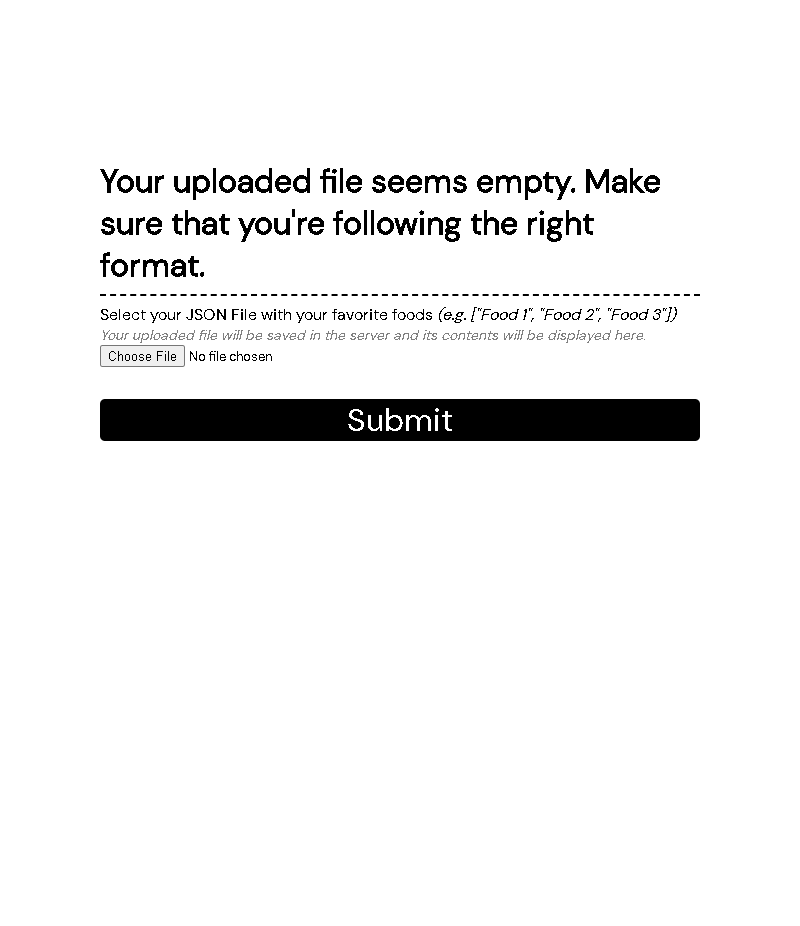 Your uploaded file seems empty. Make
sure that you're following the right
format.
Select your JSON File with your favorite foods (e.g. ["Food 1", "Food 2", "Food 3"])
Your uploaded file will be saved in the server and its contents will be displayed here.
Choose File No file chosen
Submit